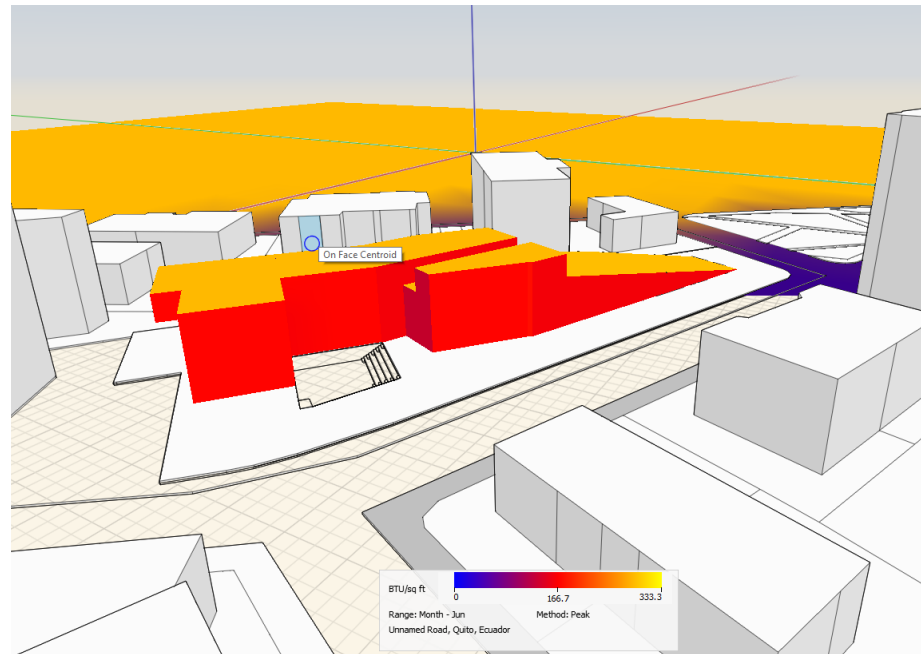 On Face Centroid
BTU/sq ft
0 166.7 333.3
Range: Month - Jun Method: Peak
Unnamed Road, Quito, Ecuador